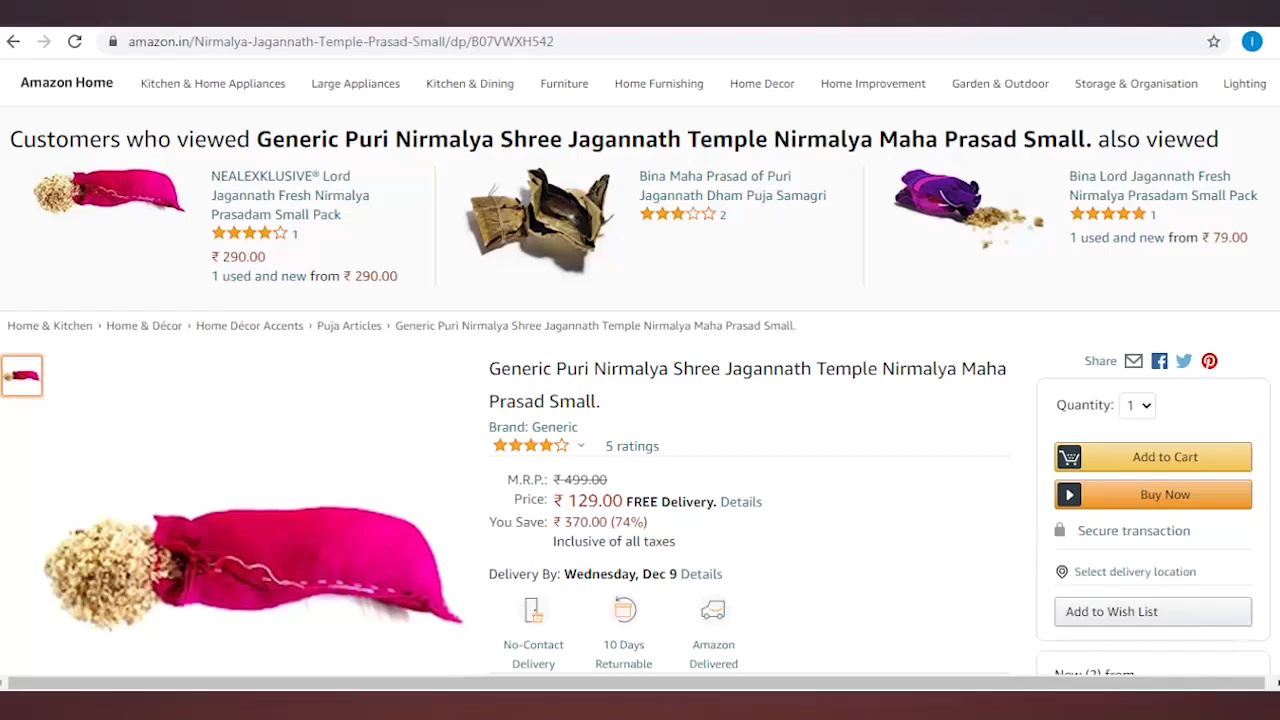 amazon.in/Nirmalya-Jagannath-Temple-Prasad-Small/dp/B07VWXH542
I
Amazon Home Kitchen & Home Appliances Large Appliances Kitchen & Dining Furniture Home Furnishing Home Decor Home Improvement Garden & Outdoor Storage & Organisation Lighting
Customers who viewed Generic Puri Nirmalya Shree Jagannath Temple Nirmalya Maha Prasad Small. also viewed
NEALEXKLUSIVE® Lord
Jagannath Fresh Nirmalya
Prasadam Small Pack
1
₹ 290.00
1 used and new from ₹ 290.00
Bina Maha Prasad of Puri
Jagannath Dham Puja Samagri
2
Bina Lord Jagannath Fresh
Nirmalya Prasadam Small Pack
1
1 used and new from ₹ 79.00
Home & Kitchen › Home & Décor › Home Décor Accents › Puja Articles › Generic Puri Nirmalya Shree Jagannath Temple Nirmalya Maha Prasad Small.
Generic Puri Nirmalya Shree Jagannath Temple Nirmalya Maha
Prasad Small.
Brand: Generic
5 ratings
M.R.P.: ₹ 499.00
Price: ₹ 129.00 FREE Delivery. Details
You Save: ₹ 370.00 (74%)
Inclusive of all taxes
Delivery By: Wednesday, Dec 9 Details
No-Contact
Delivery
10 Days
Returnable
Amazon
Delivered
Share
Quantity: 1
Add to Cart
Buy Now
Secure transaction
Select delivery location
Add to Wish List
New (2) from